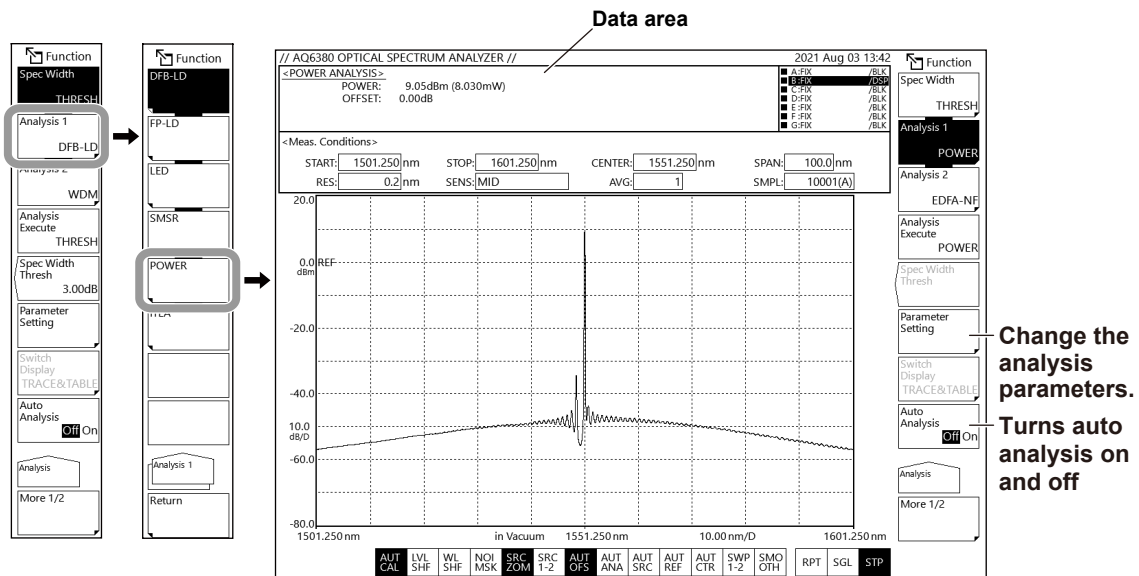 Data area
Function
Spec Width
THRESH
Analysis 1
DFB-LD
Analysis 2
WDM
Analysis
Execute
THRESH
Spec Width
Thresh
3.00dB
Parameter
Setting
Switch
Display
TRACE&TABLE
Auto
Analysis
Off On
Analysis
More 1/2
Function
DFB-LD
FP-LD
LED
SMSR
POWER
Analysis 1
Return
// AQ6380 OPTICAL SPECTRUM ANALYZER // 2021 Aug 03 13:42
<POWER ANALYSIS>
POWER: 9.05dBm (8.030mW)
OFFSET: 0.00dB
A:FIX /BLK
B:FIX /DSP
C:FIX /BLK
D:FIX /BLK
E:FIX /BLK
F:FIX /BLK
G:FIX /BLK
<Meas. Conditions>
START: 1501.250 nm STOP: 1601.250 nm CENTER: 1551.250 nm SPAN: 100.0 nm
RES: 0.2 nm SENS: MID AVG: 1 SMPL: 10001(A)
20.0
0.0 REF
dBm
-20.0
-40.0
10.0
dB/D
-60.0
-80.0
1501.250 nm in Vacuum 1551.250 nm 10.00 nm/D 1601.250 nm
AUT CAL
LVL SHF
WL SHF
NOI MSK
SRC ZOM
SRC 1-2
AUT OFS
AUT ANA
AUT SRC
AUT REF
AUT CTR
SWP 1-2
SMO OTH
RPT
SGL
STP
Function
Spec Width
THRESH
Analysis 1
POWER
Analysis 2
EDFA-NF
Analysis
Execute
POWER
Spec Width
Thresh
Parameter
Setting
Switch
Display
TRACE&TABLE
Auto
Analysis
Off On
Analysis
More 1/2
Change the
analysis
parameters.
Turns auto
analysis on
and off